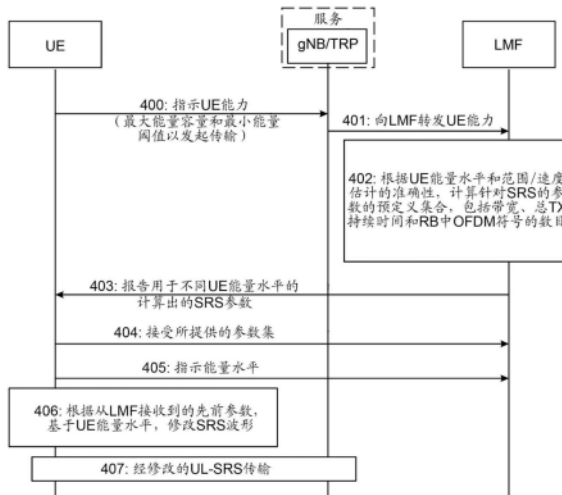 服务
UE
gNB/TRP
LMF
400: 指示UE能力
（最大能量容量和最小能量
阈值以发起传输）
401: 向LMF转发UE能力
402: 根据UE能量水平和范围/速度
估计的准确性，计算针对SRS的参
数的预定义集合，包括带宽、总TX
持续时间和RB中OFDM符号的数目
403: 报告用于不同UE能量水平的
计算出的SRS参数
404: 接受所提供的参数集
405: 指示能量水平
406: 根据从LMF接收到的先前参数，
基于UE能量水平，修改SRS波形
407: 经修改的UL-SRS传输